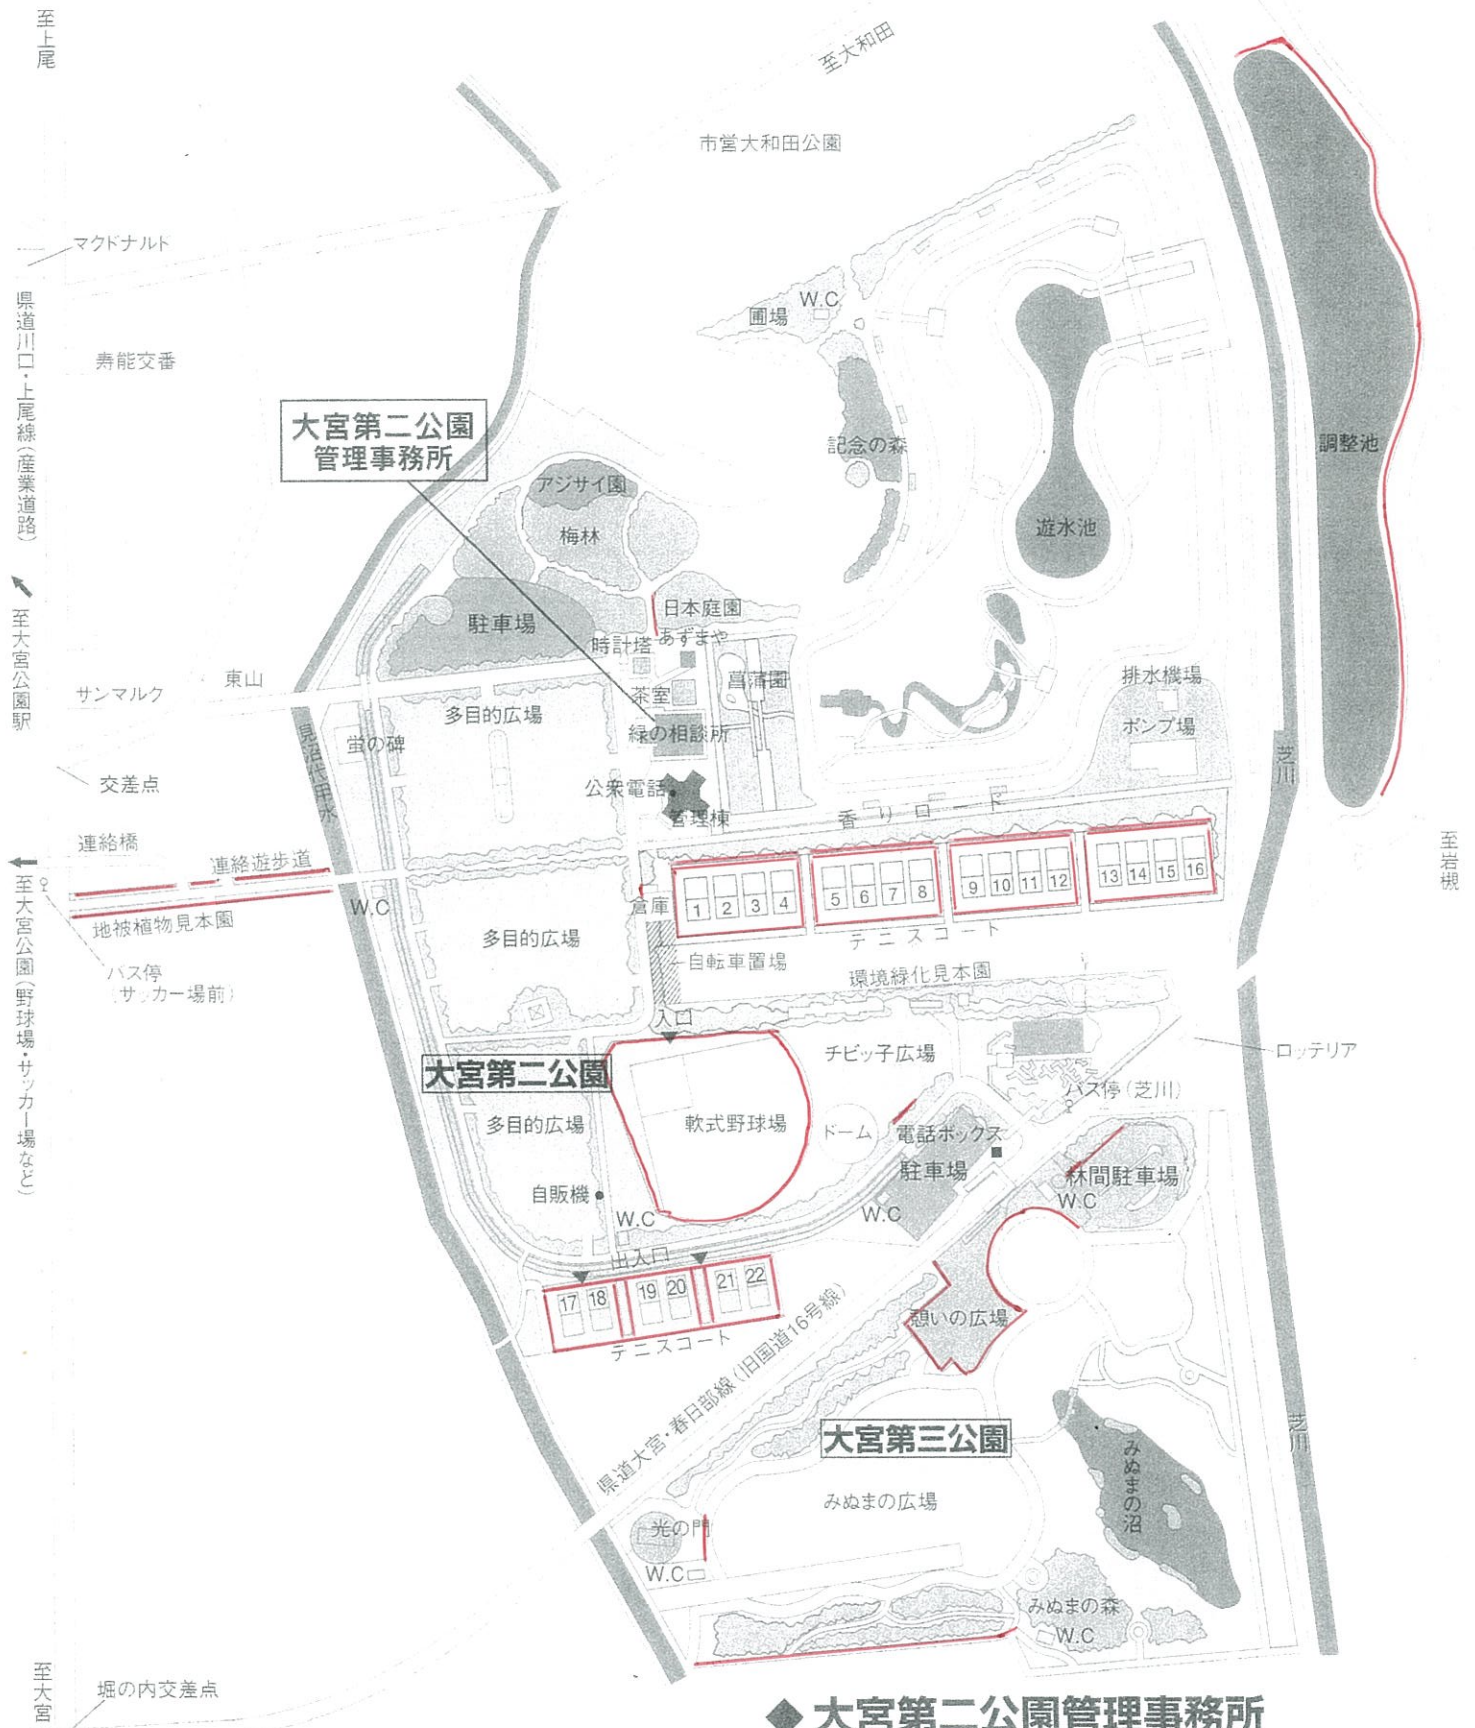 至上尾
至大和田
市営大和田公園
マクドナルド
W.C
圃場
県道川口・上尾線(産業道路)
寿能交番
大宮第二公園
管理事務所
記念の森
調整池
アジサイ園
梅林
遊水池
至大宮公園駅
駐車場
日本庭園
時計塔
あずまや
サンマルク
東山
茶室
菖蒲園
排水機場
多目的広場
緑の相談所
ポンプ場
蛍の碑
見沼代用水
芝川
交差点
公衆電話
管理棟
香りロード
連絡橋
連絡遊歩道
至岩槻
至大宮公園(野球場・サッカー場など)
地被植物見本園
W.C
倉庫
1 2 3 4
5 6 7 8
9 10 11 12
13 14 15 16
テニスコート
多目的広場
自転車置場
バス停
(サッカー場前)
環境緑化見本園
入口
チビッ子広場
ロッテリア
大宮第二公園
バス停(芝川)
多目的広場
軟式野球場
ドーム
電話ボックス
駐車場
林間駐車場
自販機
W.C
W.C
W.C
出入口
17 18
19 20
21 22
テニスコート
憩いの広場
県道大宮・春日部線(旧国道16号線)
大宮第三公園
芝川
みぬまの沼
みぬまの広場
光の門
W.C
みぬまの森
W.C
至大宮
堀の内交差点
◆ 大宮第二公園管理事務所